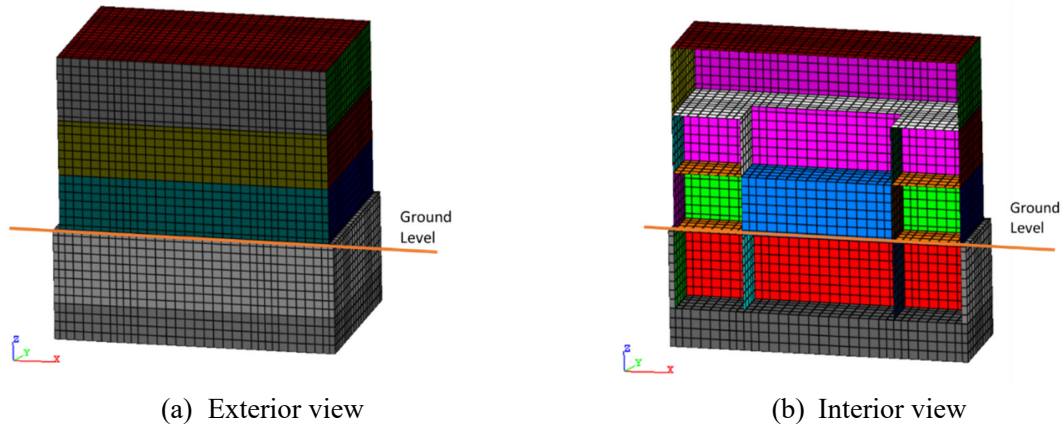 Ground
Level
Z
Y
X
Ground
Level
Z
Y
X
(a) Exterior view
(b) Interior view